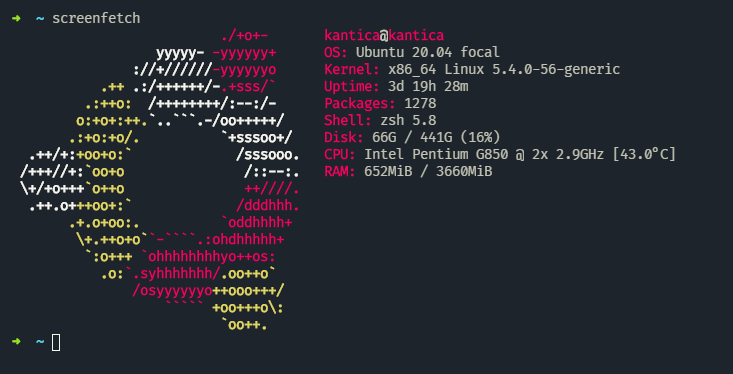 ➜ ~ screenfetch
./+o+- kantica@kantica
yyyyy- -yyyyyy+ OS: Ubuntu 20.04 focal
://+//////-yyyyyyo Kernel: x86_64 Linux 5.4.0-56-generic
.++ .:/++++++/-.+sss/` Uptime: 3d 19h 28m
.:++o: /++++++++/:--:/- Packages: 1278
o:+o+:++.`..```.-/oo+++++/ Shell: zsh 5.8
.:+o:+o/. `+sssoo+/ Disk: 66G / 441G (16%)
.++/+:+oo+o:` /sssooo. CPU: Intel Pentium G850 @ 2x 2.9GHz [43.0°C]
/+++//+:`oo+o /::--:. RAM: 652MiB / 3660MiB
\+/+o+++`o++o ++////.
.++.o+++oo+:` /dddhhh.
.+.o+oo:. `oddhhhh+
\+.++o+o``-````.:ohdhhhhh+
`:o+++ `ohhhhhhhhyo++os:
.o:`.syhhhhhhh/.oo++o`
/osyyyyyyo++ooo+++/
````` +oo+++o\:
`oo++.
➜ ~